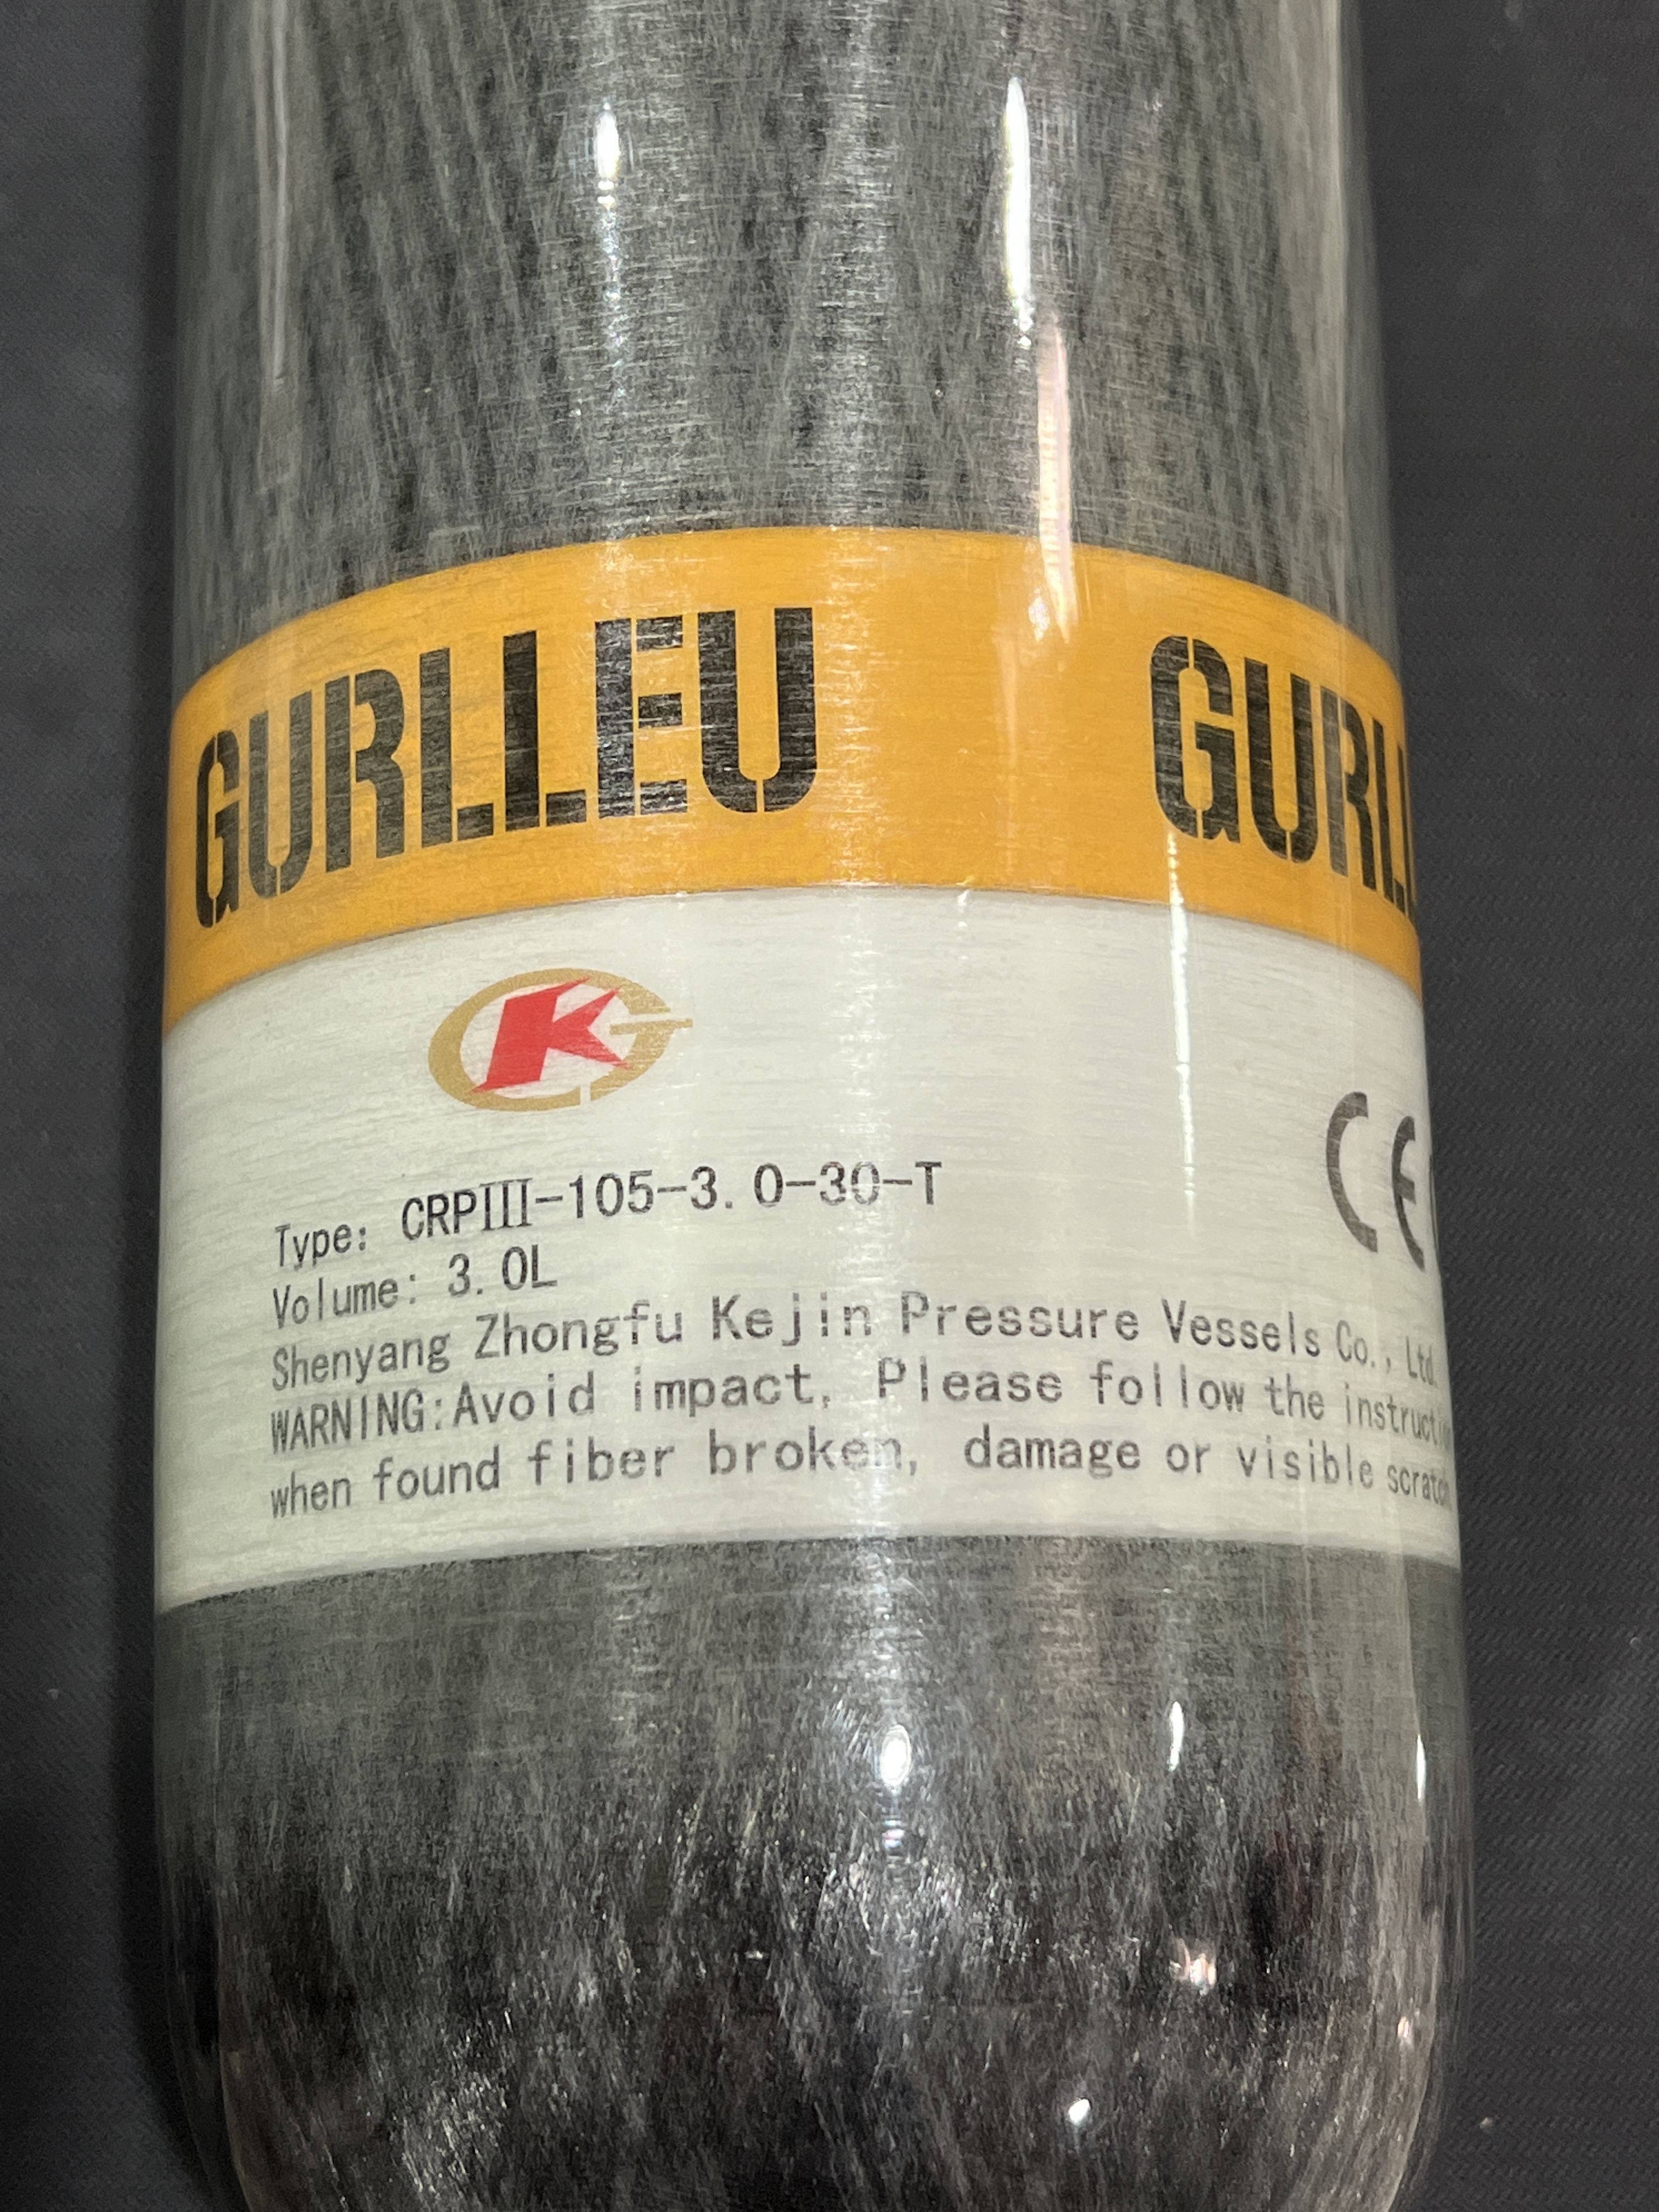 GURLLEU GURLL
K
CE
Type: CRPIII-105-3.0-30-T
Volume: 3.0L
Shenyang Zhongfu Kejin Pressure Vessels Co., Ltd.
WARNING:Avoid impact, Please follow the
when found fiber broken, damage or visible